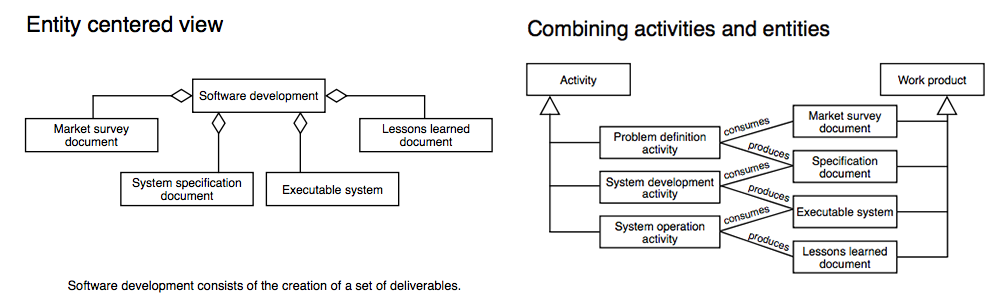 Entity centered view
Software development
Market survey
document
Lessons learned
document
System specification
document
Executable system
Software development consists of the creation of a set of deliverables.
Combining activities and entities
Activity
Work product
Problem definition
activity
consumes
Market survey
document
produces
Specification
document
System development
activity
consumes
produces
Executable system
System operation
activity
consumes
produces
Lessons learned
document